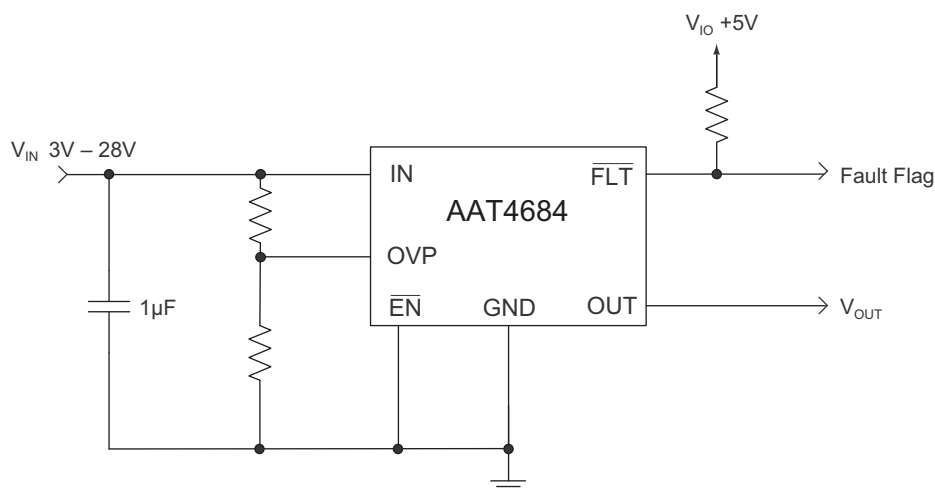 V_IO +5V
V_IN 3V – 28V
IN
FLT
Fault Flag
AAT4684
OVP
1µF
EN
GND
OUT
V_OUT